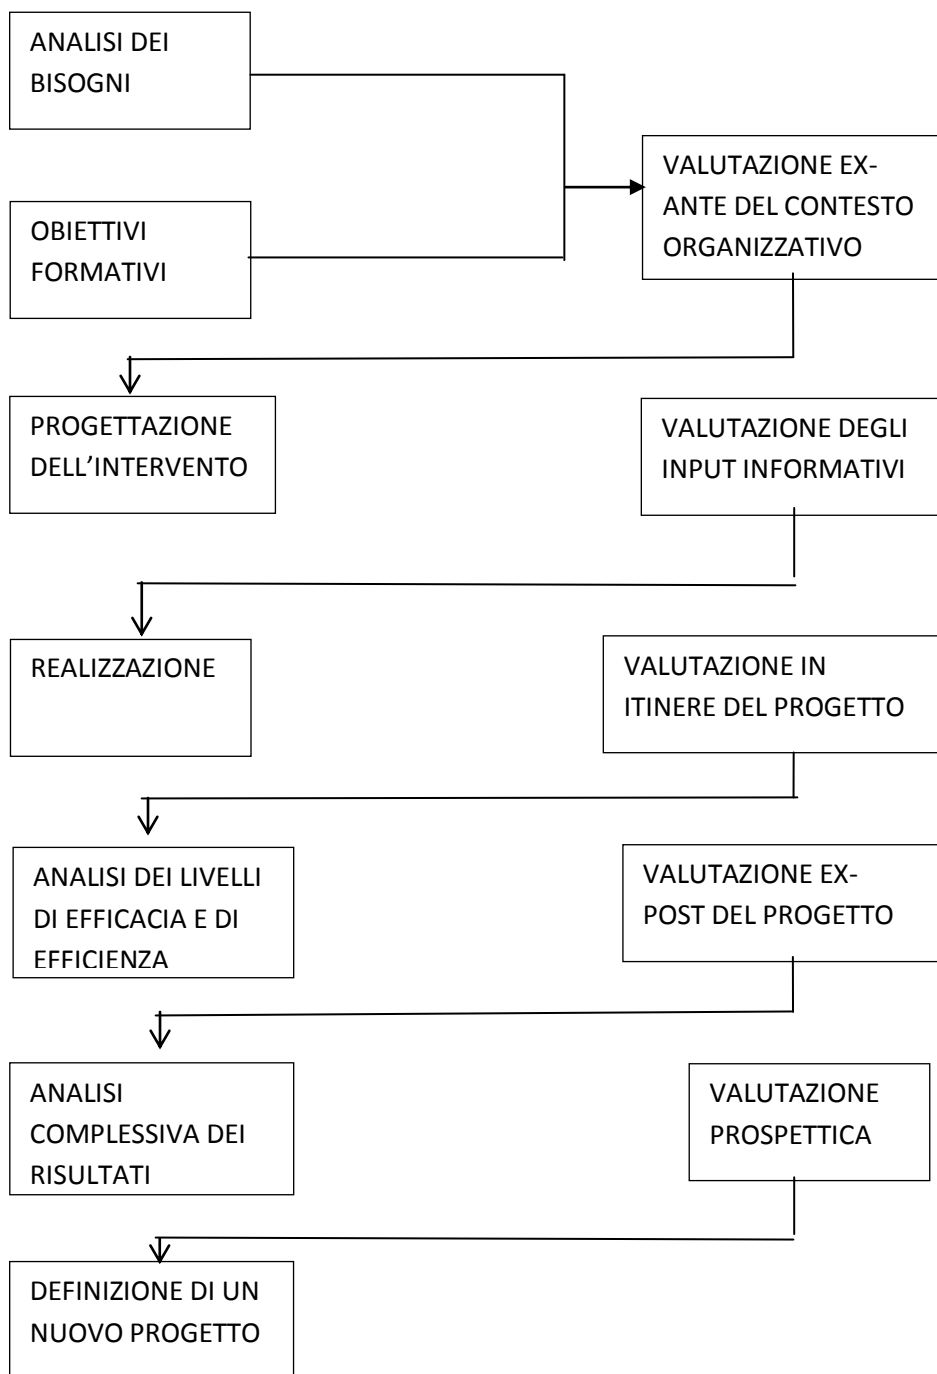 ANALISI DEI
BISOGNI
VALUTAZIONE EX-
ANTE DEL CONTESTO
ORGANIZZATIVO
OBIETTIVI
FORMATIVI
PROGETTAZIONE
DELL’INTERVENTO
VALUTAZIONE DEGLI
INPUT INFORMATIVI
REALIZZAZIONE
VALUTAZIONE IN
ITINERE DEL PROGETTO
ANALISI DEI LIVELLI
DI EFFICACIA E DI
EFFICIENZA
VALUTAZIONE EX-
POST DEL PROGETTO
ANALISI
COMPLESSIVA DEI
RISULTATI
VALUTAZIONE
PROSPETTICA
DEFINIZIONE DI UN
NUOVO PROGETTO